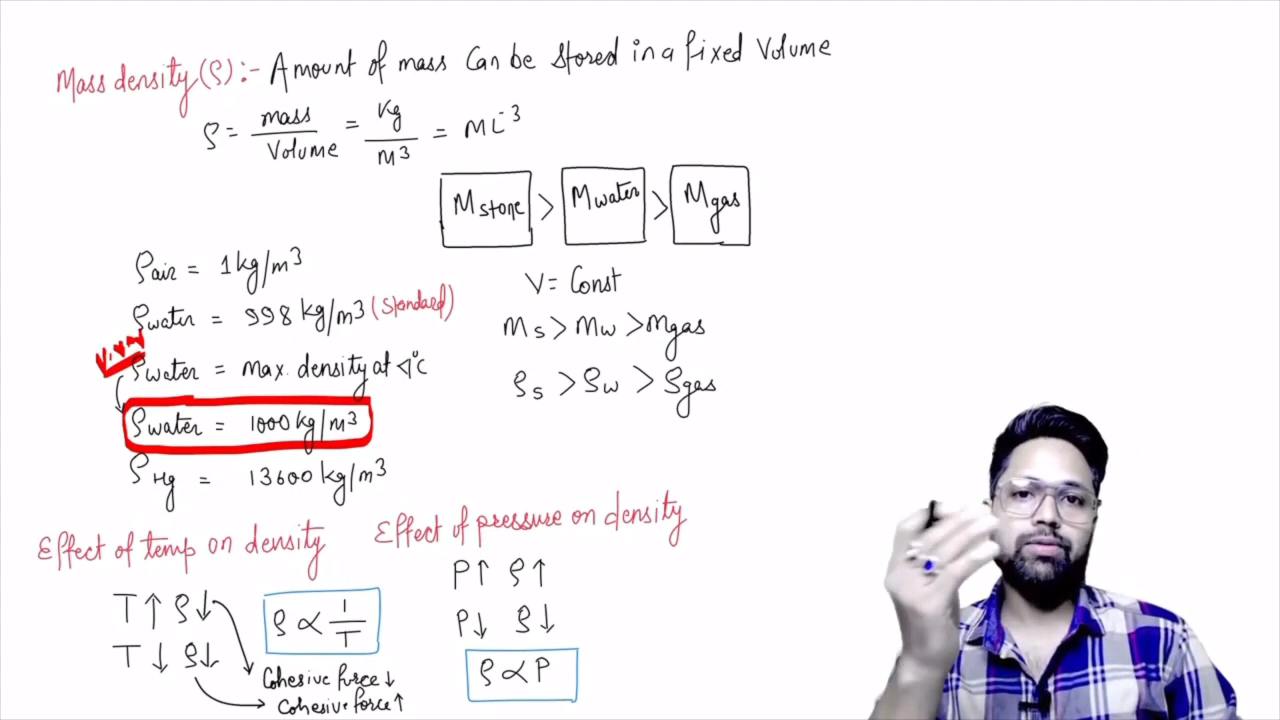 Mass density (ρ) :- Amount of mass Can be Stored in a fixed Volume
ρ = mass / Volume = Kg / M³ = ML⁻³
Mstone > Mwater > Mgas
V = Const
Ms > Mw > Mgas
ρs > ρw > ρgas
ρair = 1 kg/m³
ρwater = 998 kg/m³ (Standard)
ρwater = max. density at 4°C
ρwater = 1000 kg/m³
ρHg = 13600 kg/m³
Effect of temp on density
T↑ ρ↓
T↓ ρ↓
ρ ∝ 1/T
Cohesive force ↓
Cohesive force ↑
Effect of pressure on density
P↑ ρ↑
P↓ ρ↓
ρ ∝ P